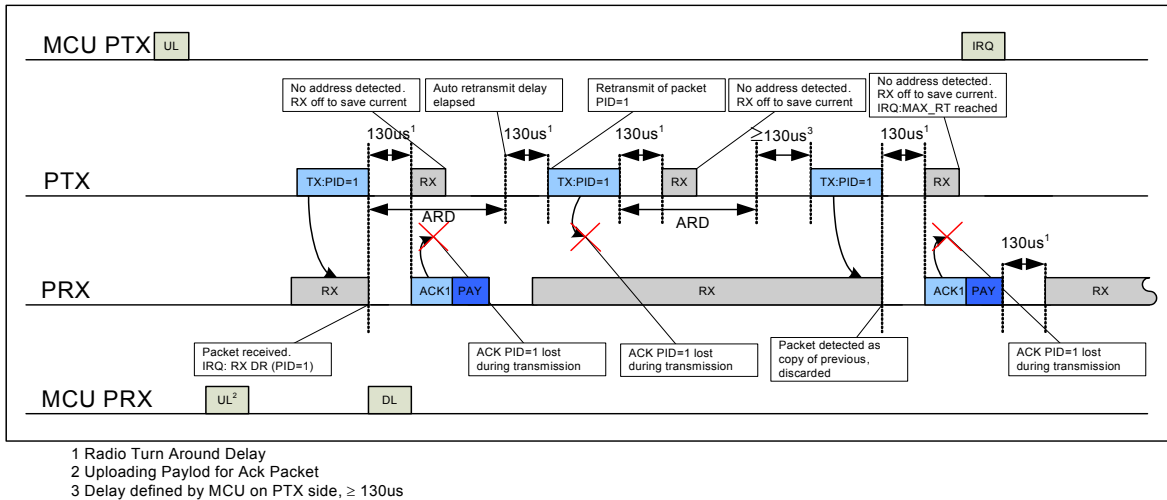 MCU PTX
UL
IRQ
No address detected.
RX off to save current
Auto retransmit delay
elapsed
Retransmit of packet
PID=1
No address detected.
RX off to save current
No address detected.
RX off to save current.
IRQ:MAX_RT reached
130us¹
130us¹
130us¹
≧130us³
130us¹
PTX
TX:PID=1
RX
TX:PID=1
RX
TX:PID=1
RX
ARD
ARD
130us¹
PRX
RX
ACK1
PAY
RX
ACK1
PAY
RX
Packet received.
IRQ: RX DR (PID=1)
ACK PID=1 lost
during transmission
ACK PID=1 lost
during transmission
Packet detected as
copy of previous,
discarded
ACK PID=1 lost
during transmission
MCU PRX
UL²
DL
1 Radio Turn Around Delay
2 Uploading Paylod for Ack Packet
3 Delay defined by MCU on PTX side, ≥ 130us